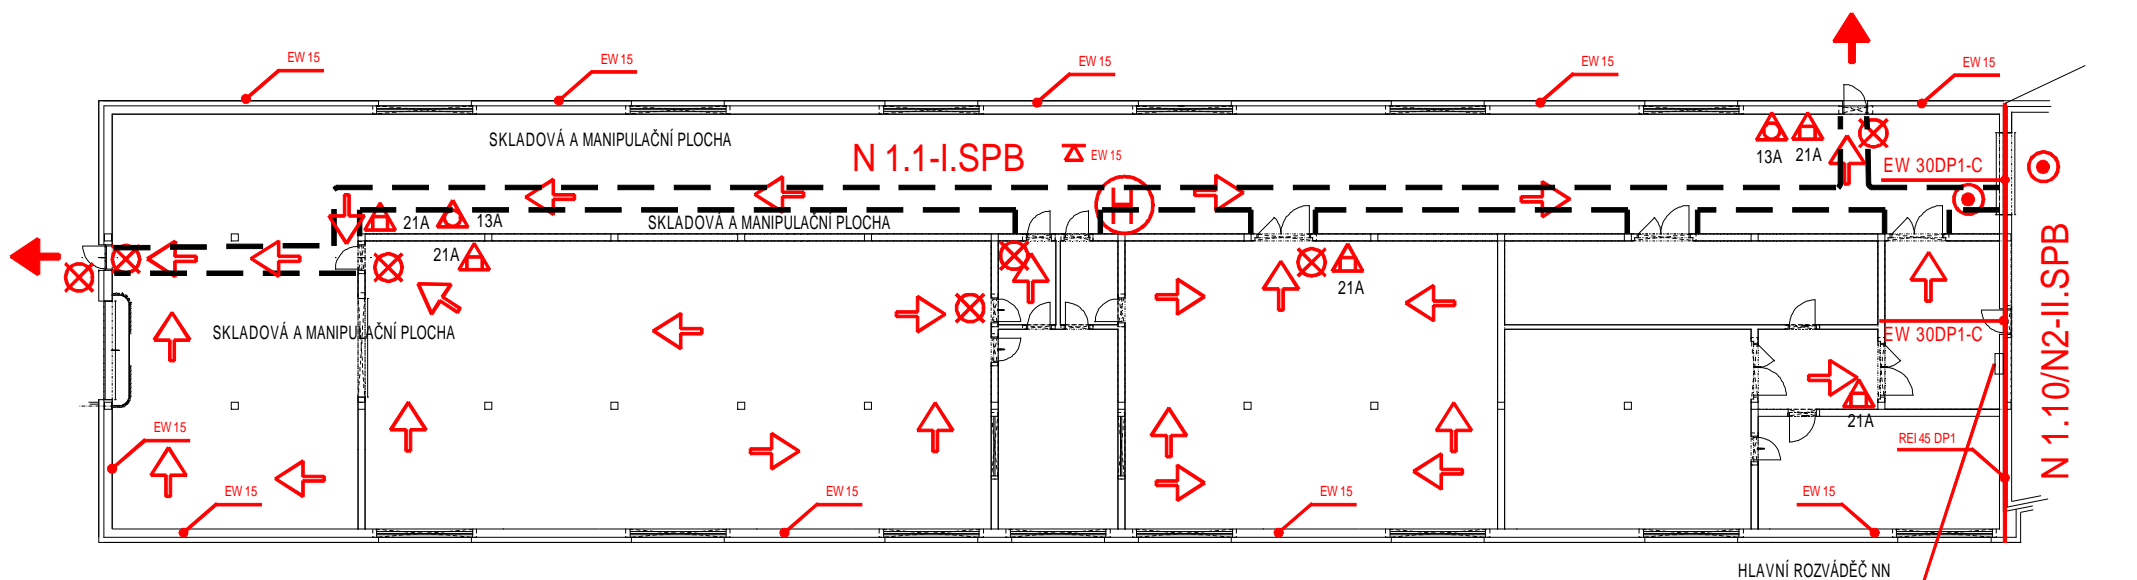 EW 15
EW 15
EW 15
EW 15
EW 15
SKLADOVÁ A MANIPULAČNÍ PLOCHA
N 1.1-I.SPB
EW 15
13A
21A
EW 30DP1-C
21A
13A
SKLADOVÁ A MANIPULAČNÍ PLOCHA
H
21A
21A
SKLADOVÁ A MANIPULAČNÍ PLOCHA
EW 30DP1-C
N 1.10/N2-II.SPB
21A
EW 15
REI 45 DP1
EW 15
EW 15
EW 15
EW 15
HLAVNÍ ROZVÁDĚČ NN